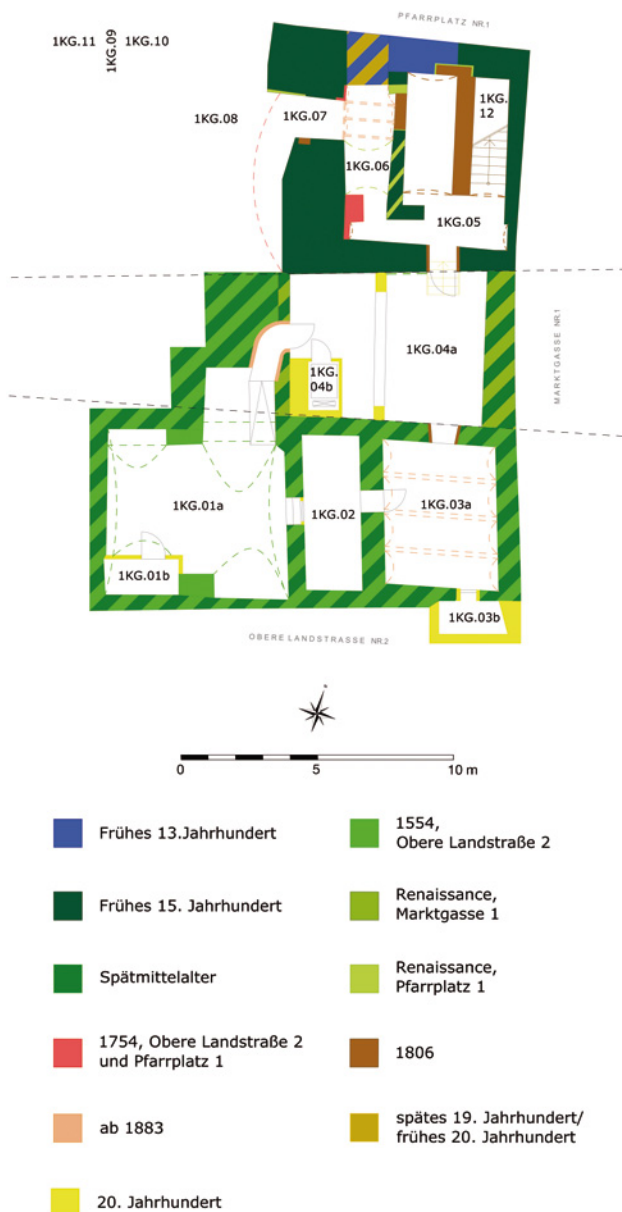 PFARRPLATZ NR.1
1KG.11
1KG.09
1KG.10
1KG.08
1KG.07
1KG.
12
1KG.06
1KG.05
1KG.04a
MARKTGASSE NR.1
1KG.
04b
1KG.01a
1KG.02
1KG.03a
1KG.01b
1KG.03b
OBERE LANDSTRASSE NR.2
0
5
10 m
Frühes 13.Jahrhundert
1554,
Obere Landstraße 2
Frühes 15. Jahrhundert
Renaissance,
Marktgasse 1
Spätmittelalter
Renaissance,
Pfarrplatz 1
1754, Obere Landstraße 2
und Pfarrplatz 1
1806
ab 1883
spätes 19. Jahrhundert/
frühes 20. Jahrhundert
20. Jahrhundert